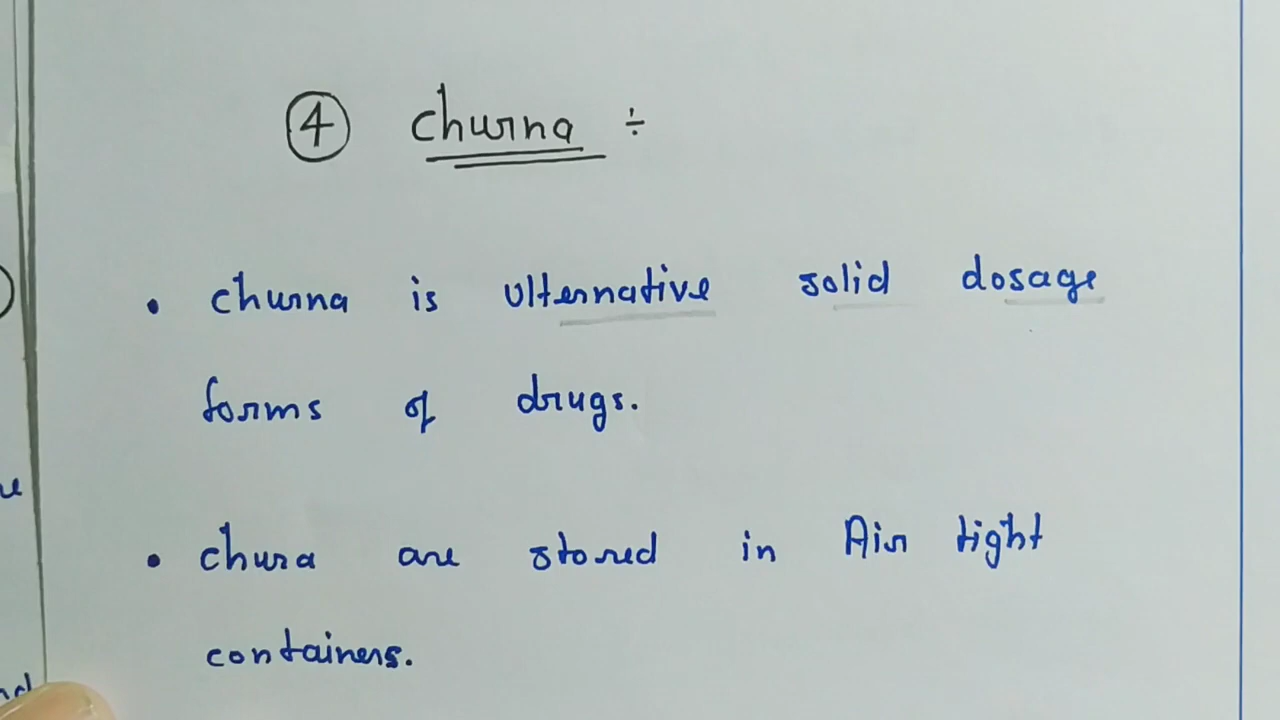 ④ churna ÷
• churna is ulternative solid dosage
forms of drugs.
• chura are stored in Air tight
containers.